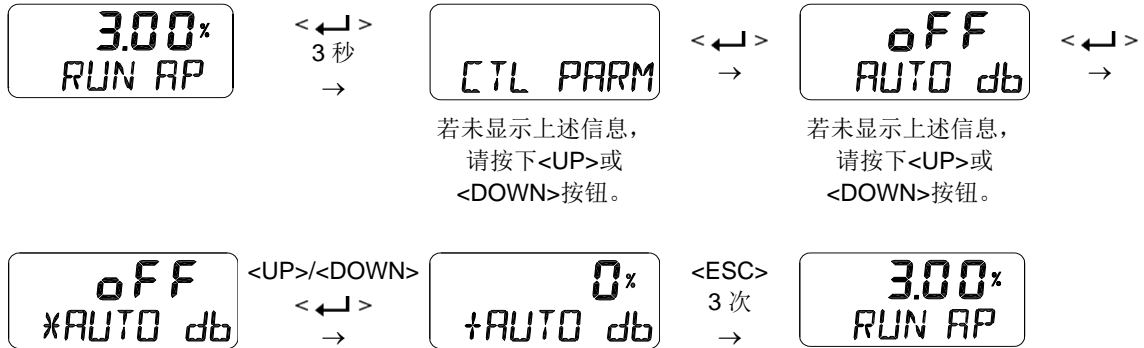 3.00%
RUN AP
< ↵ >
3 秒
→
CTL PARM
若未显示上述信息，
请按下<UP>或
<DOWN>按钮。
< ↵ >
→
oFF
AUTO db
若未显示上述信息，
请按下<UP>或
<DOWN>按钮。
< ↵ >
→
oFF
*AUTO db
<UP>/<DOWN>
< ↵ >
→
0%
+AUTO db
<ESC>
3 次
→
3.00%
RUN AP